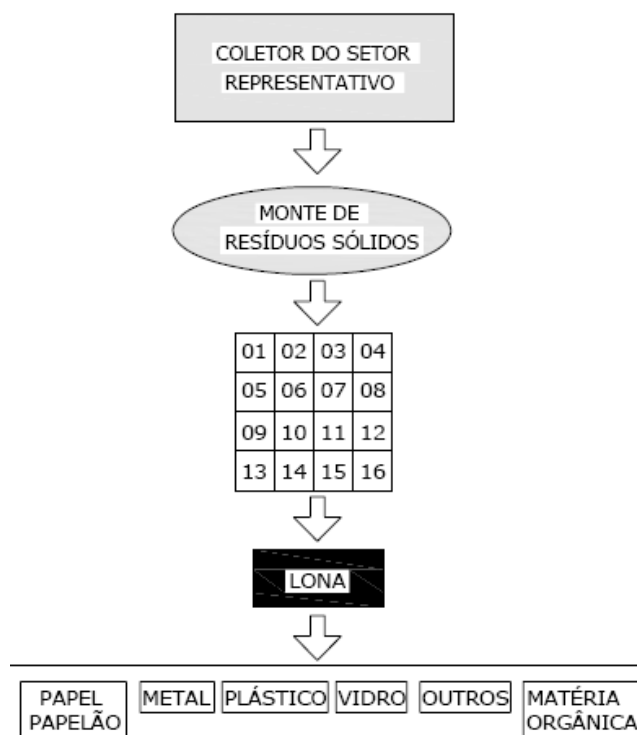 COLETOR DO SETOR
REPRESENTATIVO
MONTE DE
RESÍDUOS SÓLIDOS
01 02 03 04
05 06 07 08
09 10 11 12
13 14 15 16
LONA
PAPEL
PAPELÃO
METAL
PLÁSTICO
VIDRO
OUTROS
MATÉRIA
ORGÂNICA